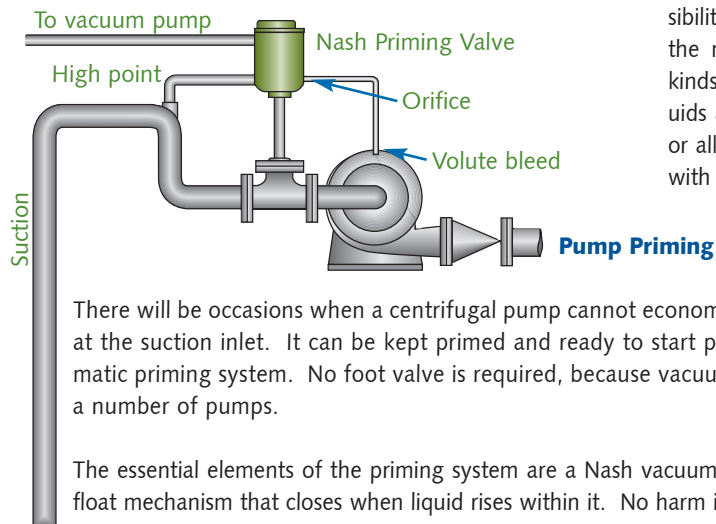 To vacuum pump
Nash Priming Valve
High point
Orifice
Volute bleed
Suction
the
kinds
uids
or all
with
Pump Priming
There will be occasions when a centrifugal pump cannot econom
at the suction inlet. It can be kept primed and ready to start p
matic priming system. No foot valve is required, because vacuu
a number of pumps.
The essential elements of the priming system are a Nash vacuum
float mechanism that closes when liquid rises within it. No harm i